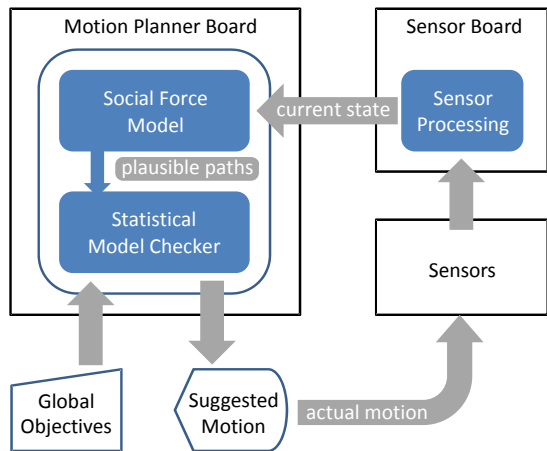 Motion Planner Board
Sensor Board
Social Force
Model
current state
Sensor
Processing
plausible paths
Statistical
Model Checker
Sensors
Global
Objectives
Suggested
Motion
actual motion